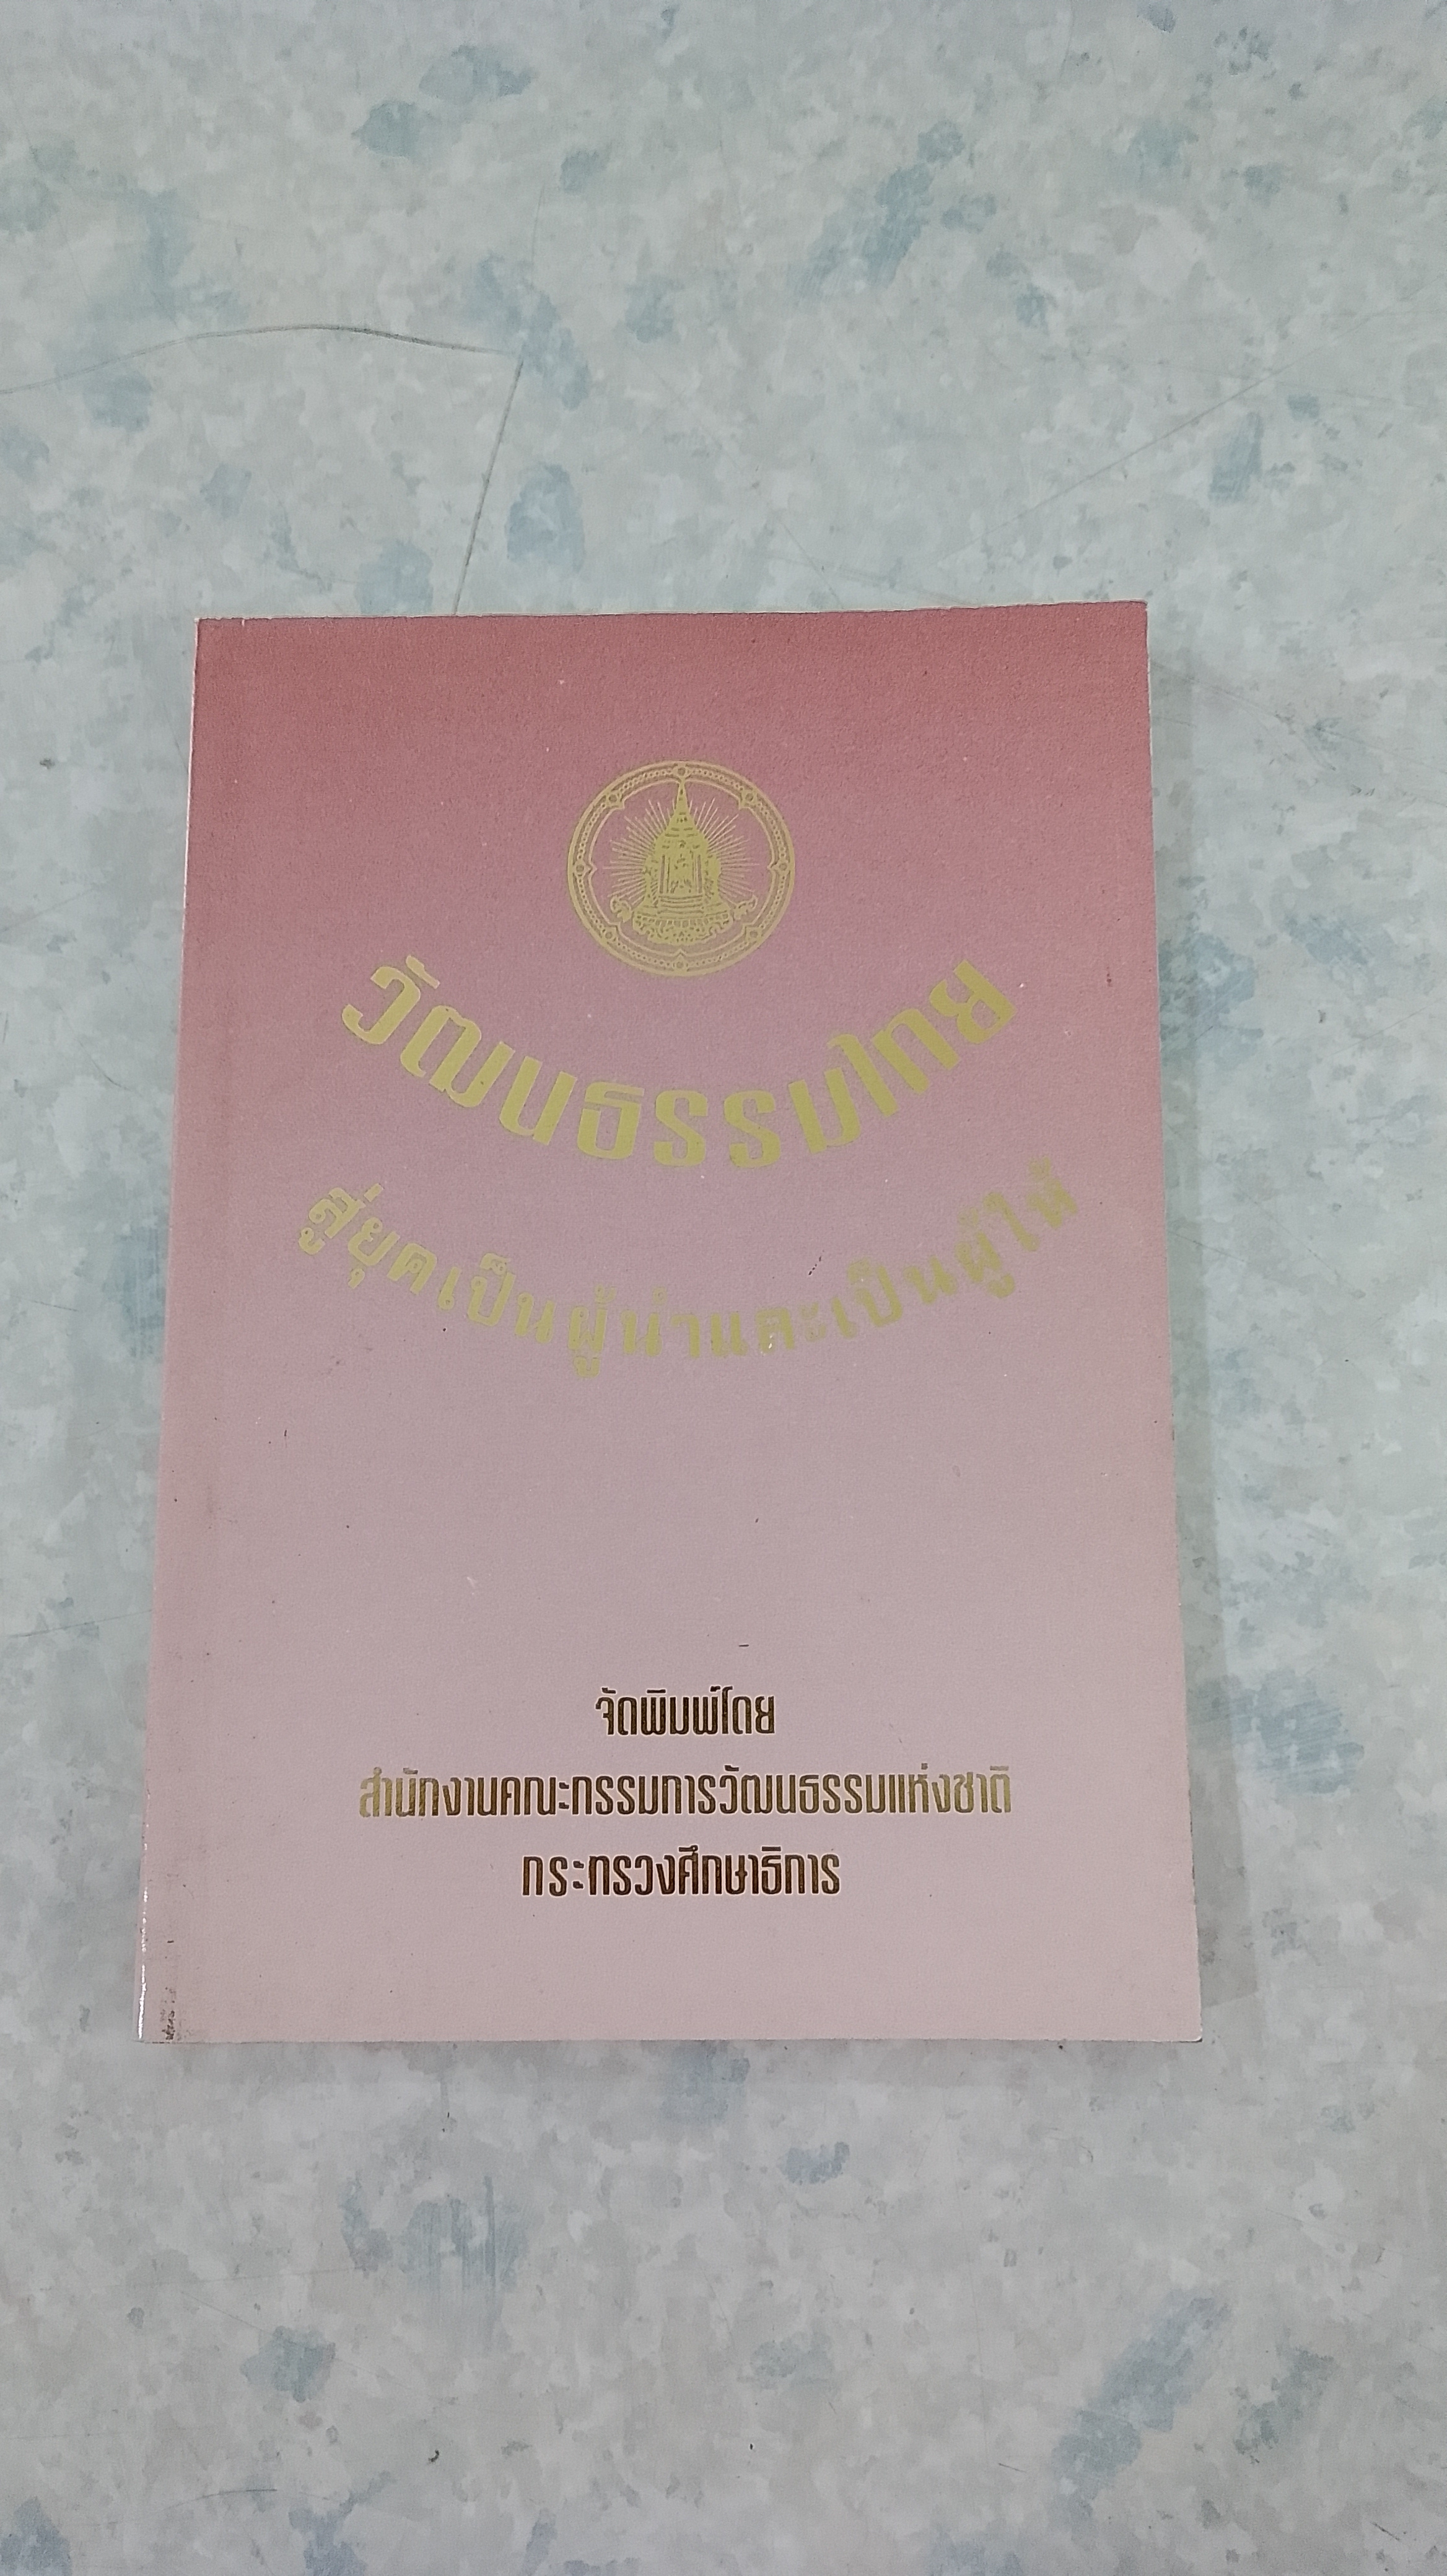 วัฒนธรรมไทย
สู่ยุคเป็นผู้นำและเป็นผู้ให้
จัดพิมพ์โดย
สำนักงานคณะกรรมการวัฒนธรรมแห่งชาติ
กระทรวงศึกษาธิการ